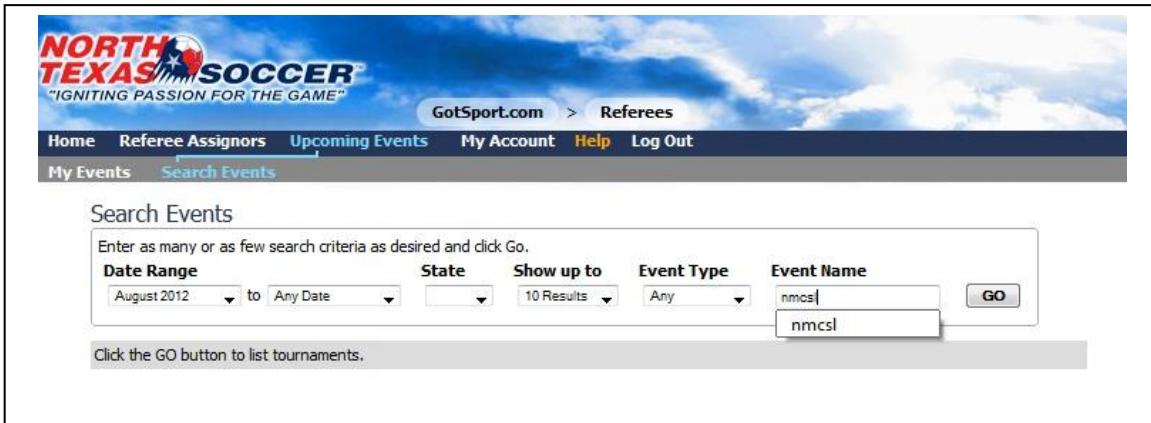 NORTH
TEXAS SOCCER
"IGNITING PASSION FOR THE GAME"
GotSport.com > Referees
Home Referee Assignors Upcoming Events My Account Help Log Out
My Events Search Events
Search Events
Enter as many or as few search criteria as desired and click Go.
Date Range State Show up to Event Type Event Name
August 2012 to Any Date 10 Results Any nmcsl GO
nmcsl
Click the GO button to list tournaments.